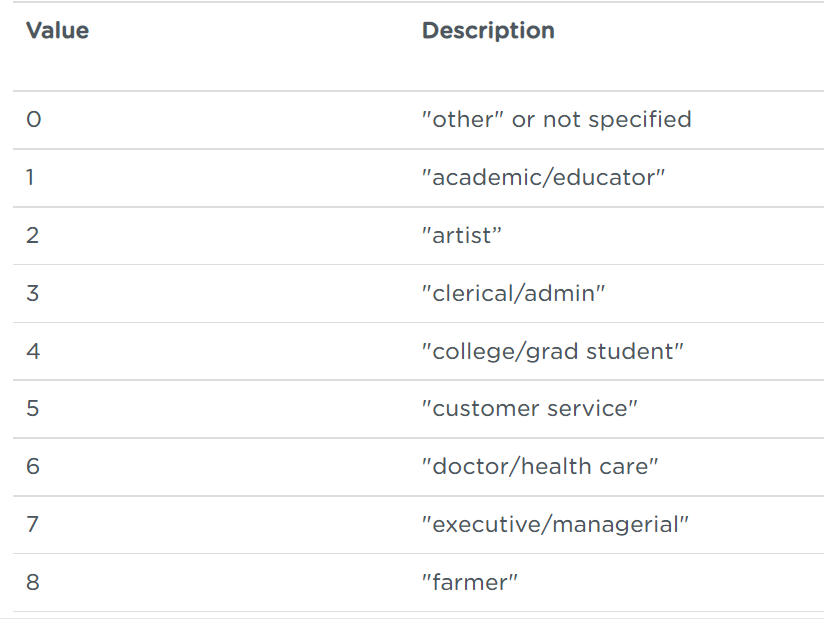 Value Description
0 "other" or not specified
1 "academic/educator"
2 "artist”
3 "clerical/admin"
4 "college/grad student"
5 "customer service"
6 "doctor/health care"
7 "executive/managerial"
8 "farmer"